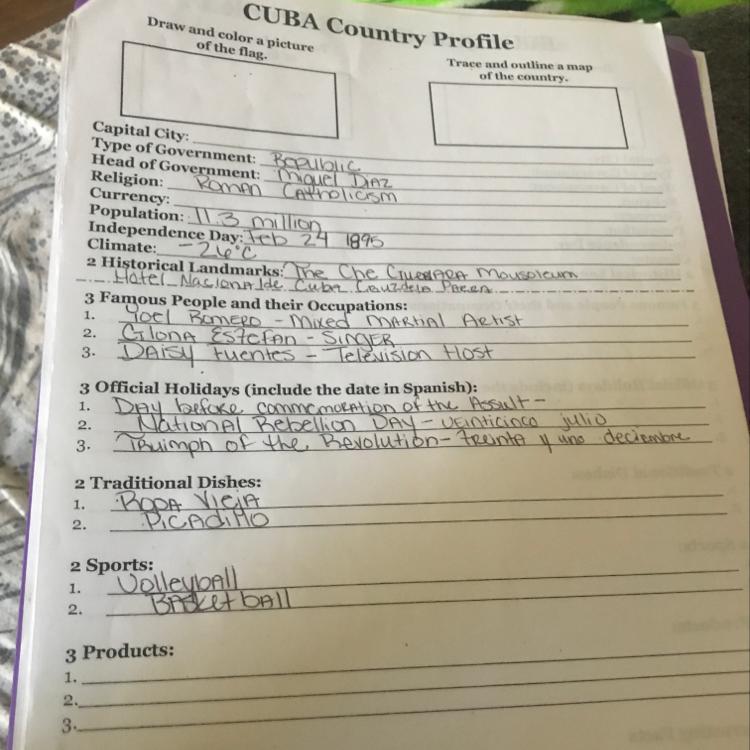 CUBA Country Profile
Draw and color a picture
of the flag.
Trace and outline a map
of the country.
Capital City:
Type of Government: Republic
Head of Government: Miguel Diaz
Religion: Roman Catholicism
Currency:
Population: 11.3 million
Independence Day: Feb 24 1895
Climate: -26°C
2 Historical Landmarks: The Che Guevara Mausoleum
Hotel Nacional de Cuba
3 Famous People and their Occupations:
1. Yoel Romero - Mixed Martial Artist
2. Glona Estefan - Singer
3. Daisy Fuentes - Television Host
3 Official Holidays (include the date in Spanish):
1. Day before commemoration of the Assult -
2. National Rebellion Day - veinticinco julio
3. Truimph of the Revolution - treinta y uno deciembre
2 Traditional Dishes:
1. Ropa Vieja
2. Picadillo
2 Sports:
1. Volleyball
2. Basketball
3 Products:
1.
2.
3.